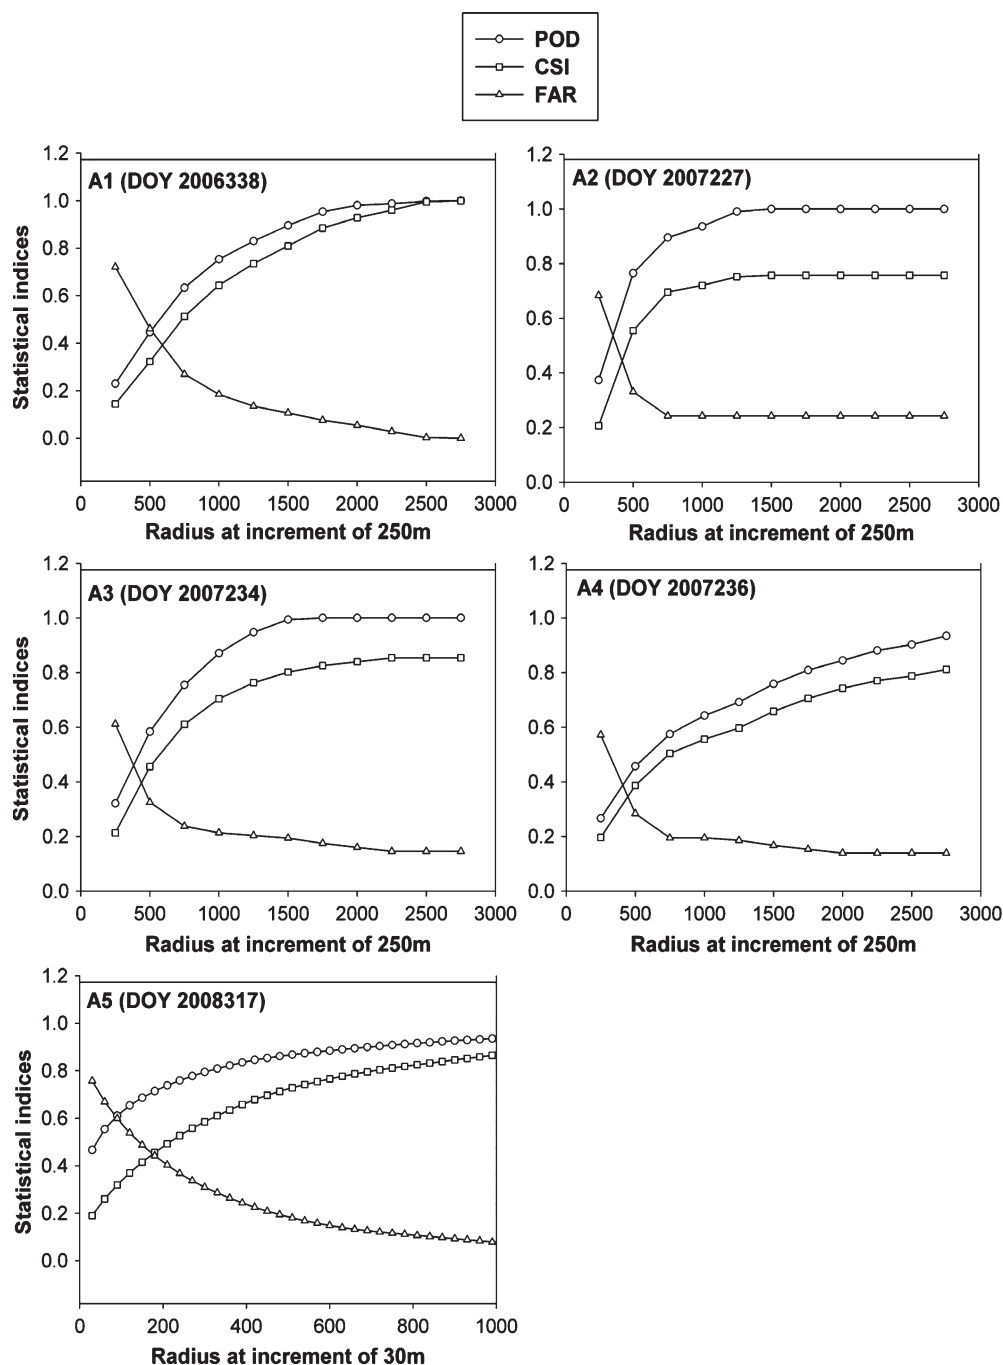 POD
CSI
FAR
A1 (DOY 2006338)
Statistical indices
1.2
1.0
0.8
0.6
0.4
0.2
0.0
0 500 1000 1500 2000 2500 3000
Radius at increment of 250m
A2 (DOY 2007227)
1.2
1.0
0.8
0.6
0.4
0.2
0.0
0 500 1000 1500 2000 2500 3000
Radius at increment of 250m
A3 (DOY 2007234)
Statistical indices
1.2
1.0
0.8
0.6
0.4
0.2
0.0
0 500 1000 1500 2000 2500 3000
Radius at increment of 250m
A4 (DOY 2007236)
1.2
1.0
0.8
0.6
0.4
0.2
0.0
0 500 1000 1500 2000 2500 3000
Radius at increment of 250m
A5 (DOY 2008317)
Statistical indices
1.2
1.0
0.8
0.6
0.4
0.2
0.0
0 200 400 600 800 1000
Radius at increment of 30m